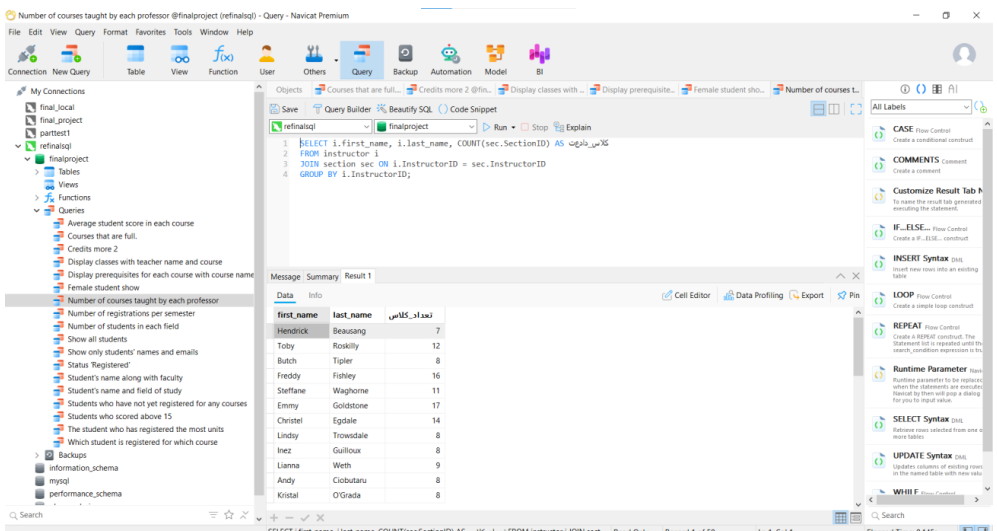 Number of courses taught by each professor @finalproject (refinalsql) - Query - Navicat Premium
File Edit View Query Format Favorites Tools Window Help
Connection New Query Table View Function User Others Query Backup Automation Model BI
My Connections
final_local
final_project
parttest1
refinalsql
finalproject
Tables
Views
Functions
Queries
Average student score in each course
Courses that are full.
Credits more 2
Display classes with teacher name and course
Display prerequisites for each course with course name
Female student show
Number of courses taught by each professor
Number of registrations per semester
Number of students in each field
Show all students
Show only students' names and emails
Status 'Registered'
Student's name along with faculty
Student's name and field of study
Students who have not yet registered for any courses
Students who scored above 15
The student who has registered the most units
Which student is registered for which course
Backups
information_schema
mysql
performance_schema
Search
Objects Courses that are full.... Credits more 2 @fin... Display classes with ... Display prerequisite... Female student sho... Number of courses t...
Save Query Builder Beautify SQL Code Snippet
refinalsql finalproject Run Stop Explain
1 SELECT i.first_name, i.last_name, COUNT(sec.SectionID) AS
2 FROM instructor i
3 JOIN section sec ON i.InstructorID = sec.InstructorID
4 GROUP BY i.InstructorID;
Message Summary Result 1
Data Info Cell Editor Data Profiling Export Pin
first_name last_name تعداد_کلاس
Hendrick Beausang 7
Toby Roskilly 12
Butch Tipler 8
Freddy Fishley 16
Steffane Waghorne 11
Emmy Goldstone 17
Christel Egdale 14
Lindsy Trowsdale 8
Inez Guilloux 8
Lianna Weth 9
Andy Ciobutaru 8
Kristal O'Grada 8
All Labels
CASE Flow Control
Create a conditional construct
COMMENTS Comment
Create a comment
Customize Result Tab N
To name the result tab generated
executing the statement.
IF...ELSE... Flow Control
Create a IF...ELSE... construct
INSERT Syntax DML
Insert new rows into an existing
table
LOOP Flow Control
Create a simple loop construct
REPEAT Flow Control
Create A REPEAT construct. The
Statement list is repeated until the
search_condition expression is tru
Runtime Parameter
Runtime parameter to be replaced
when the statements are executed
Navicat by then will pop a dialog
for you to input value.
SELECT Syntax DML
Retrieve rows selected from one o
more tables
UPDATE Syntax DML
Updates columns of existing rows
in the named table with new valu
WHILE Flow Control
Search